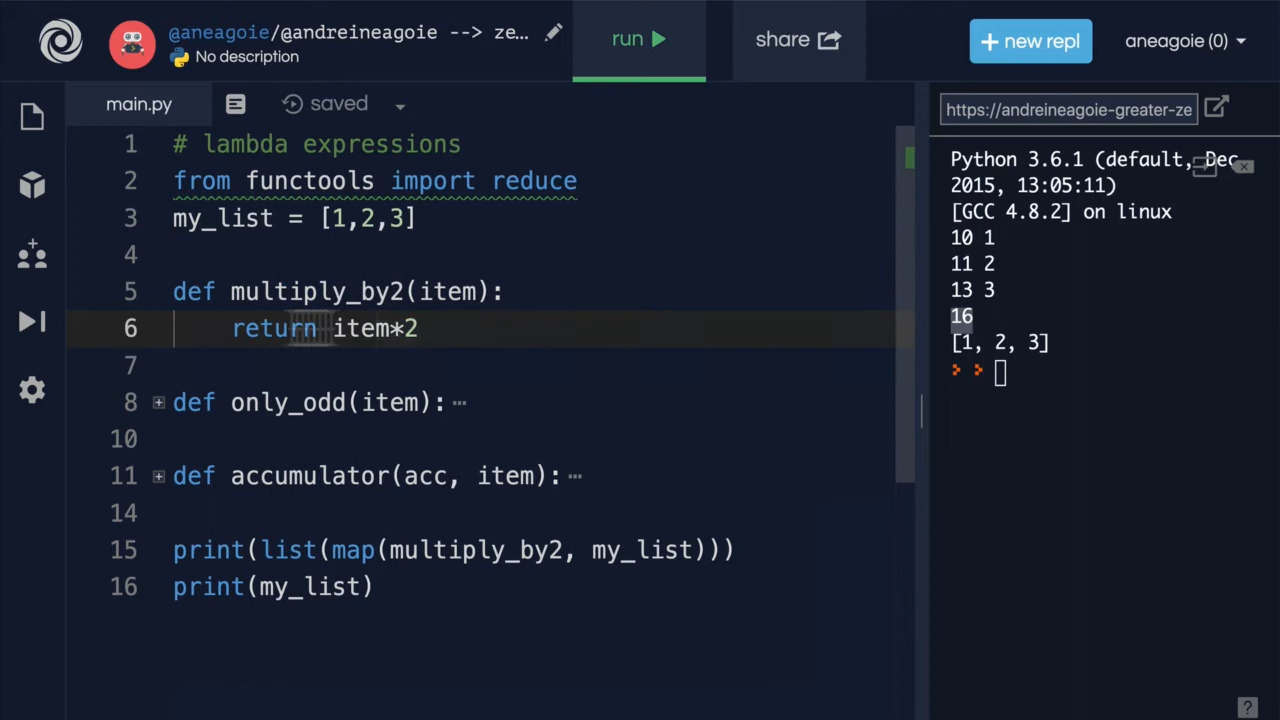 @aneagoie/@andreineagoie --> ze...
No description
run
share
+ new repl
aneagoie (0)
main.py
saved
https://andreineagoie-greater-ze
1 # lambda expressions
2 from functools import reduce
3 my_list = [1,2,3]
4
5 def multiply_by2(item):
6 return item*2
7
8 def only_odd(item):
10
11 def accumulator(acc, item):
14
15 print(list(map(multiply_by2, my_list)))
16 print(my_list)
Python 3.6.1 (default, Dec
2015, 13:05:11)
[GCC 4.8.2] on linux
10 1
11 2
13 3
16
[1, 2, 3]
?